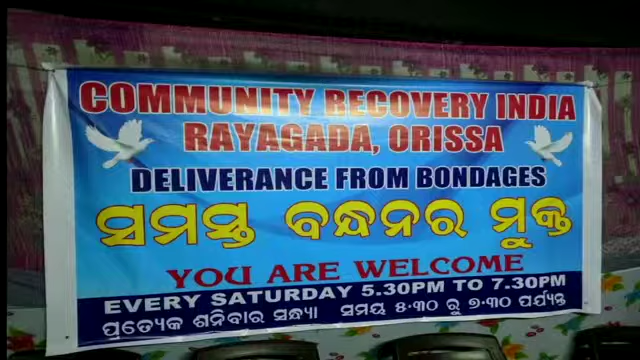 COMMUNITY RECOVERY INDIA
RAYAGADA, ORISSA
DELIVERANCE FROM BONDAGES
ସମସ୍ତ ବନ୍ଧନର ମୁକ୍ତ
YOU ARE WELCOME
EVERY SATURDAY 5.30PM TO 7.30PM
ପ୍ରତ୍ୟେକ ଶନିବାର ସନ୍ଧ୍ୟା ସମୟ ୫.୩୦ ରୁ ୭.୩୦ ପର୍ଯ୍ୟନ୍ତ